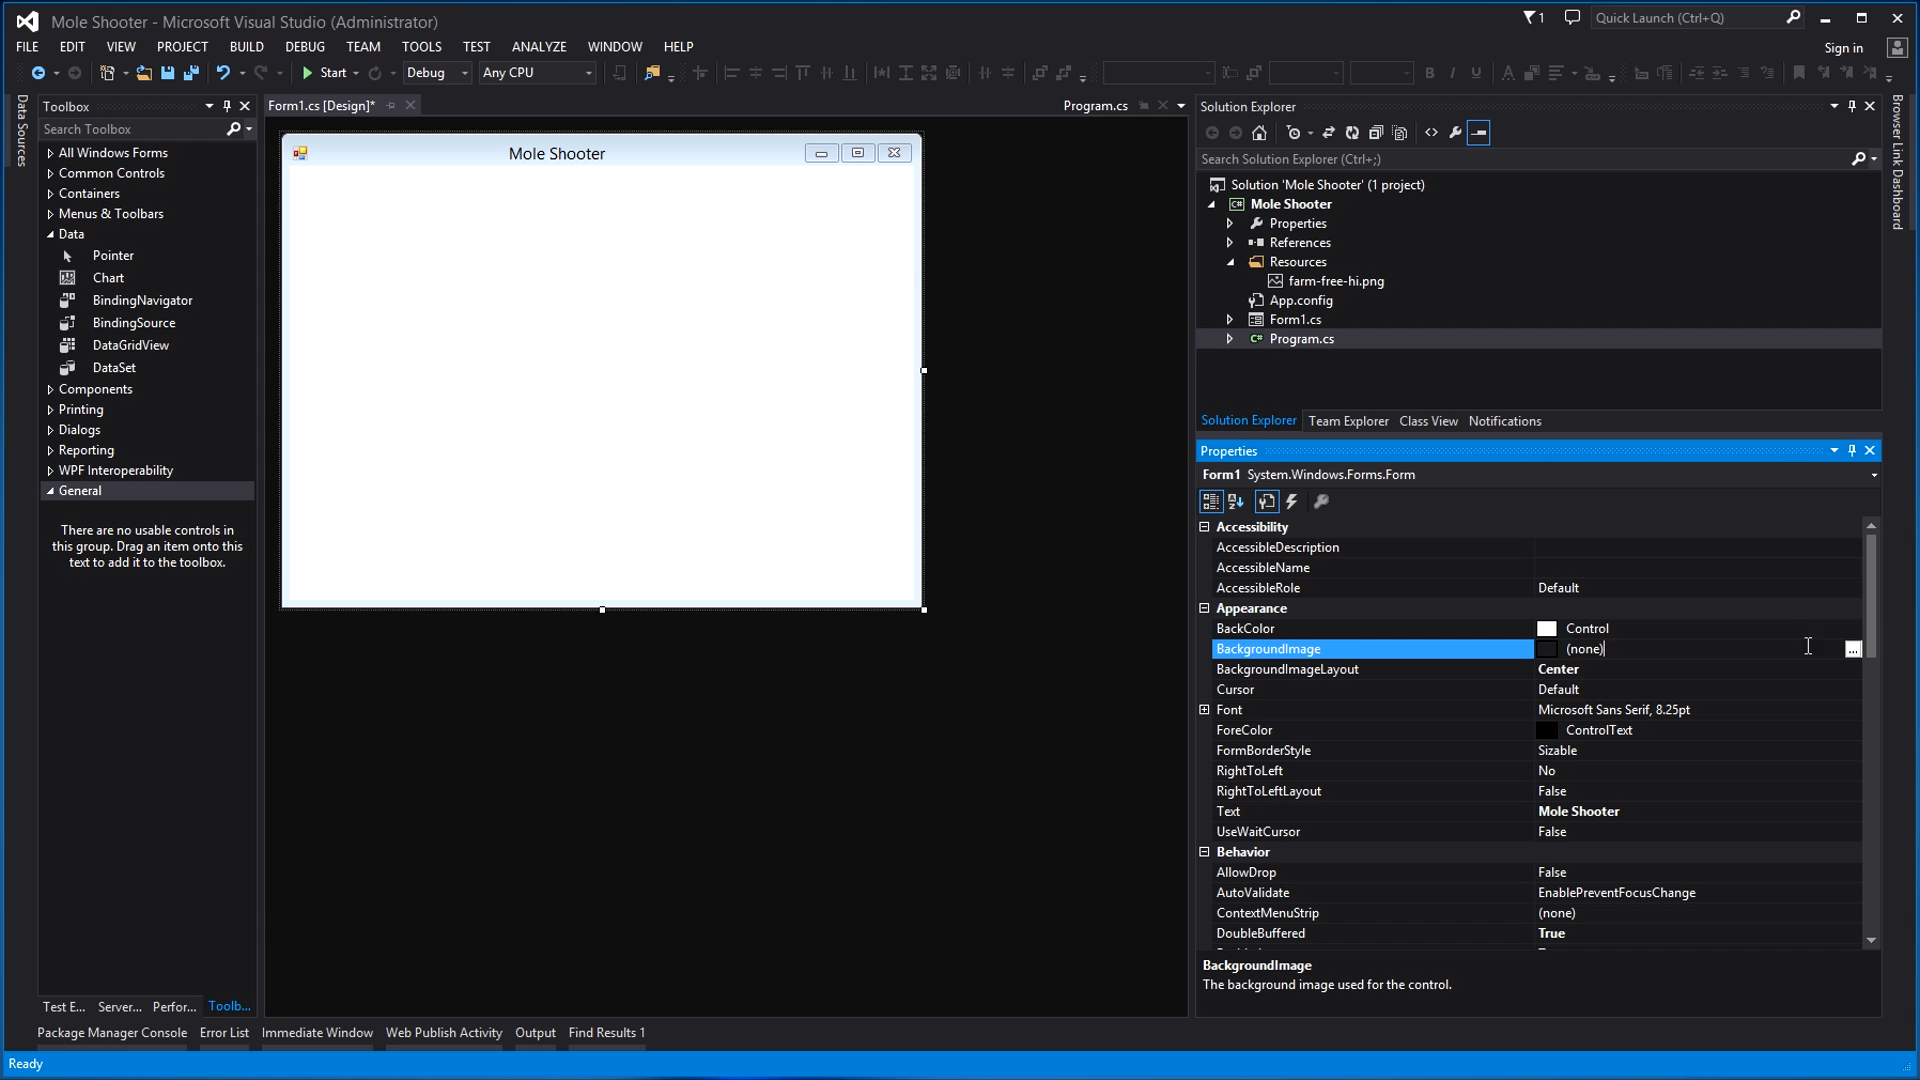 Mole Shooter - Microsoft Visual Studio (Administrator)
1
Quick Launch (Ctrl+Q)
FILE EDIT VIEW PROJECT BUILD DEBUG TEAM TOOLS TEST ANALYZE WINDOW HELP
Sign in
Start Debug Any CPU
B I U A
Data Sources
Toolbox
Search Toolbox
All Windows Forms
Common Controls
Containers
Menus & Toolbars
Data
Pointer
Chart
BindingNavigator
BindingSource
DataGridView
DataSet
Components
Printing
Dialogs
Reporting
WPF Interoperability
General
There are no usable controls in
this group. Drag an item onto this
text to add it to the toolbox.
Test E... Server... Perfor... Toolb...
Form1.cs [Design]*
Program.cs
Mole Shooter
Solution Explorer
Search Solution Explorer (Ctrl+;)
Solution 'Mole Shooter' (1 project)
C# Mole Shooter
Properties
References
Resources
farm-free-hi.png
App.config
Form1.cs
C# Program.cs
Solution Explorer Team Explorer Class View Notifications
Browser Link Dashboard
Properties
Form1 System.Windows.Forms.Form
Accessibility
AccessibleDescription
AccessibleName
AccessibleRole Default
Appearance
BackColor Control
BackgroundImage (none) ...
BackgroundImageLayout Center
Cursor Default
Font Microsoft Sans Serif, 8.25pt
ForeColor ControlText
FormBorderStyle Sizable
RightToLeft No
RightToLeftLayout False
Text Mole Shooter
UseWaitCursor False
Behavior
AllowDrop False
AutoValidate EnablePreventFocusChange
ContextMenuStrip (none)
DoubleBuffered True
BackgroundImage
The background image used for the control.
Package Manager Console Error List Immediate Window Web Publish Activity Output Find Results 1
Ready